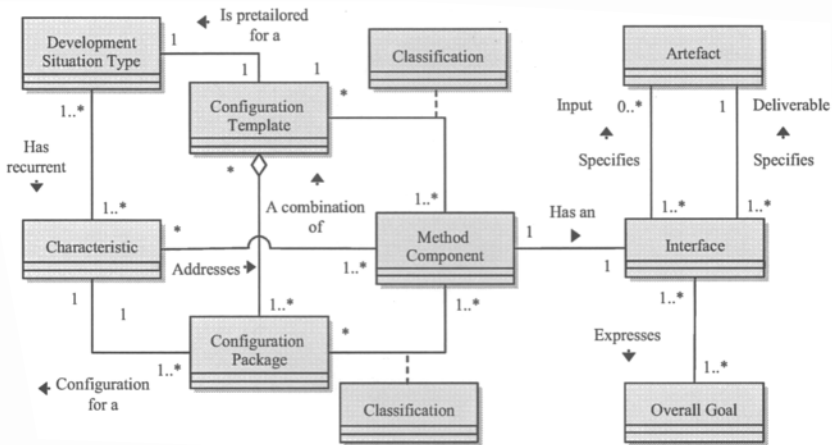 Is pretailored
for a
Development
Situation Type
1
1
1
Classification
Artefact
1..*
Configuration
Template
*
Input
0..*
1
Deliverable
Has
recurrent
*
Specifies
Specifies
1..*
1..*
A combination
of
1..*
1..*
1..*
Characteristic
*
Method
Component
1
Has an
1
Interface
Addresses
1..*
1
1
1..*
1..*
1..*
Configuration
Package
*
Expresses
1..*
1..*
Configuration
for a
Classification
Overall Goal